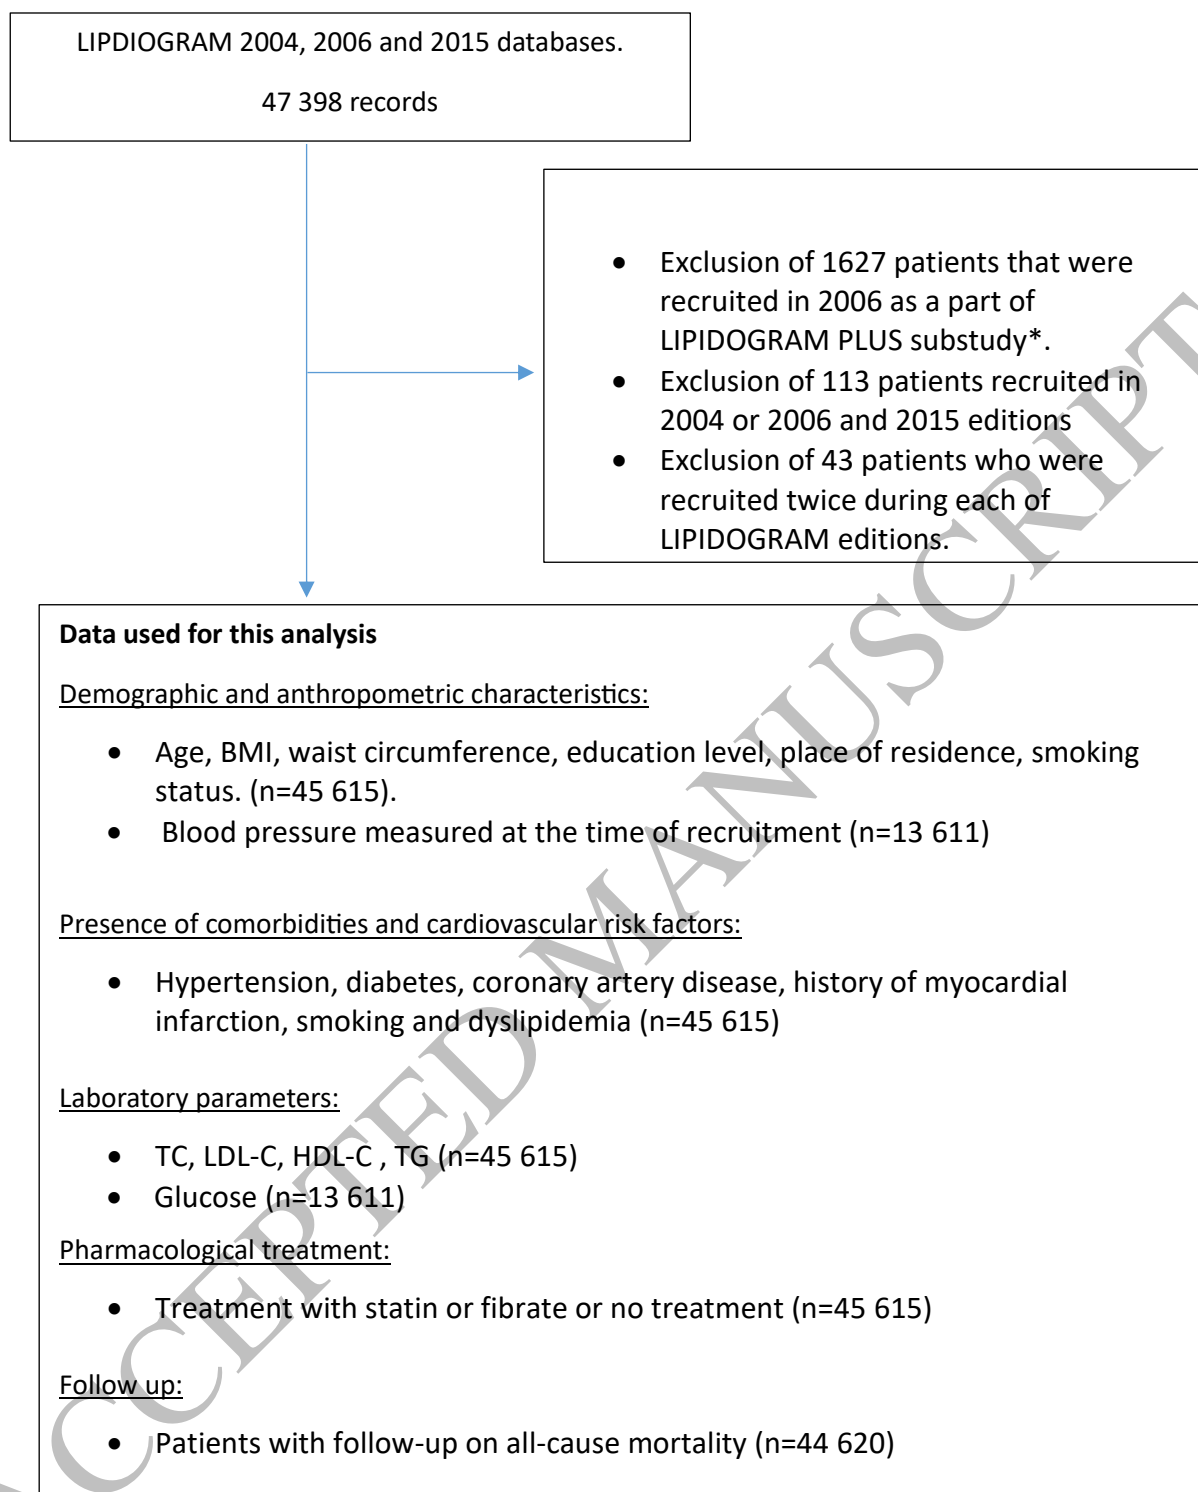 LIPDIOGRAM 2004, 2006 and 2015 databases.
47 398 records
• Exclusion of 1627 patients that were
recruited in 2006 as a part of
LIPIDOGRAM PLUS substudy*.
• Exclusion of 113 patients recruited in
2004 or 2006 and 2015 editions
• Exclusion of 43 patients who were
recruited twice during each of
LIPIDOGRAM editions.
Data used for this analysis
Demographic and anthropometric characteristics:
• Age, BMI, waist circumference, education level, place of residence, smoking
status. (n=45 615).
• Blood pressure measured at the time of recruitment (n=13 611)
Presence of comorbidities and cardiovascular risk factors:
• Hypertension, diabetes, coronary artery disease, history of myocardial
infarction, smoking and dyslipidemia (n=45 615)
Laboratory parameters:
• TC, LDL-C, HDL-C , TG (n=45 615)
• Glucose (n=13 611)
Pharmacological treatment:
• Treatment with statin or fibrate or no treatment (n=45 615)
Follow up:
• Patients with follow-up on all-cause mortality (n=44 620)
ACCEPTED MANUSCRIPT